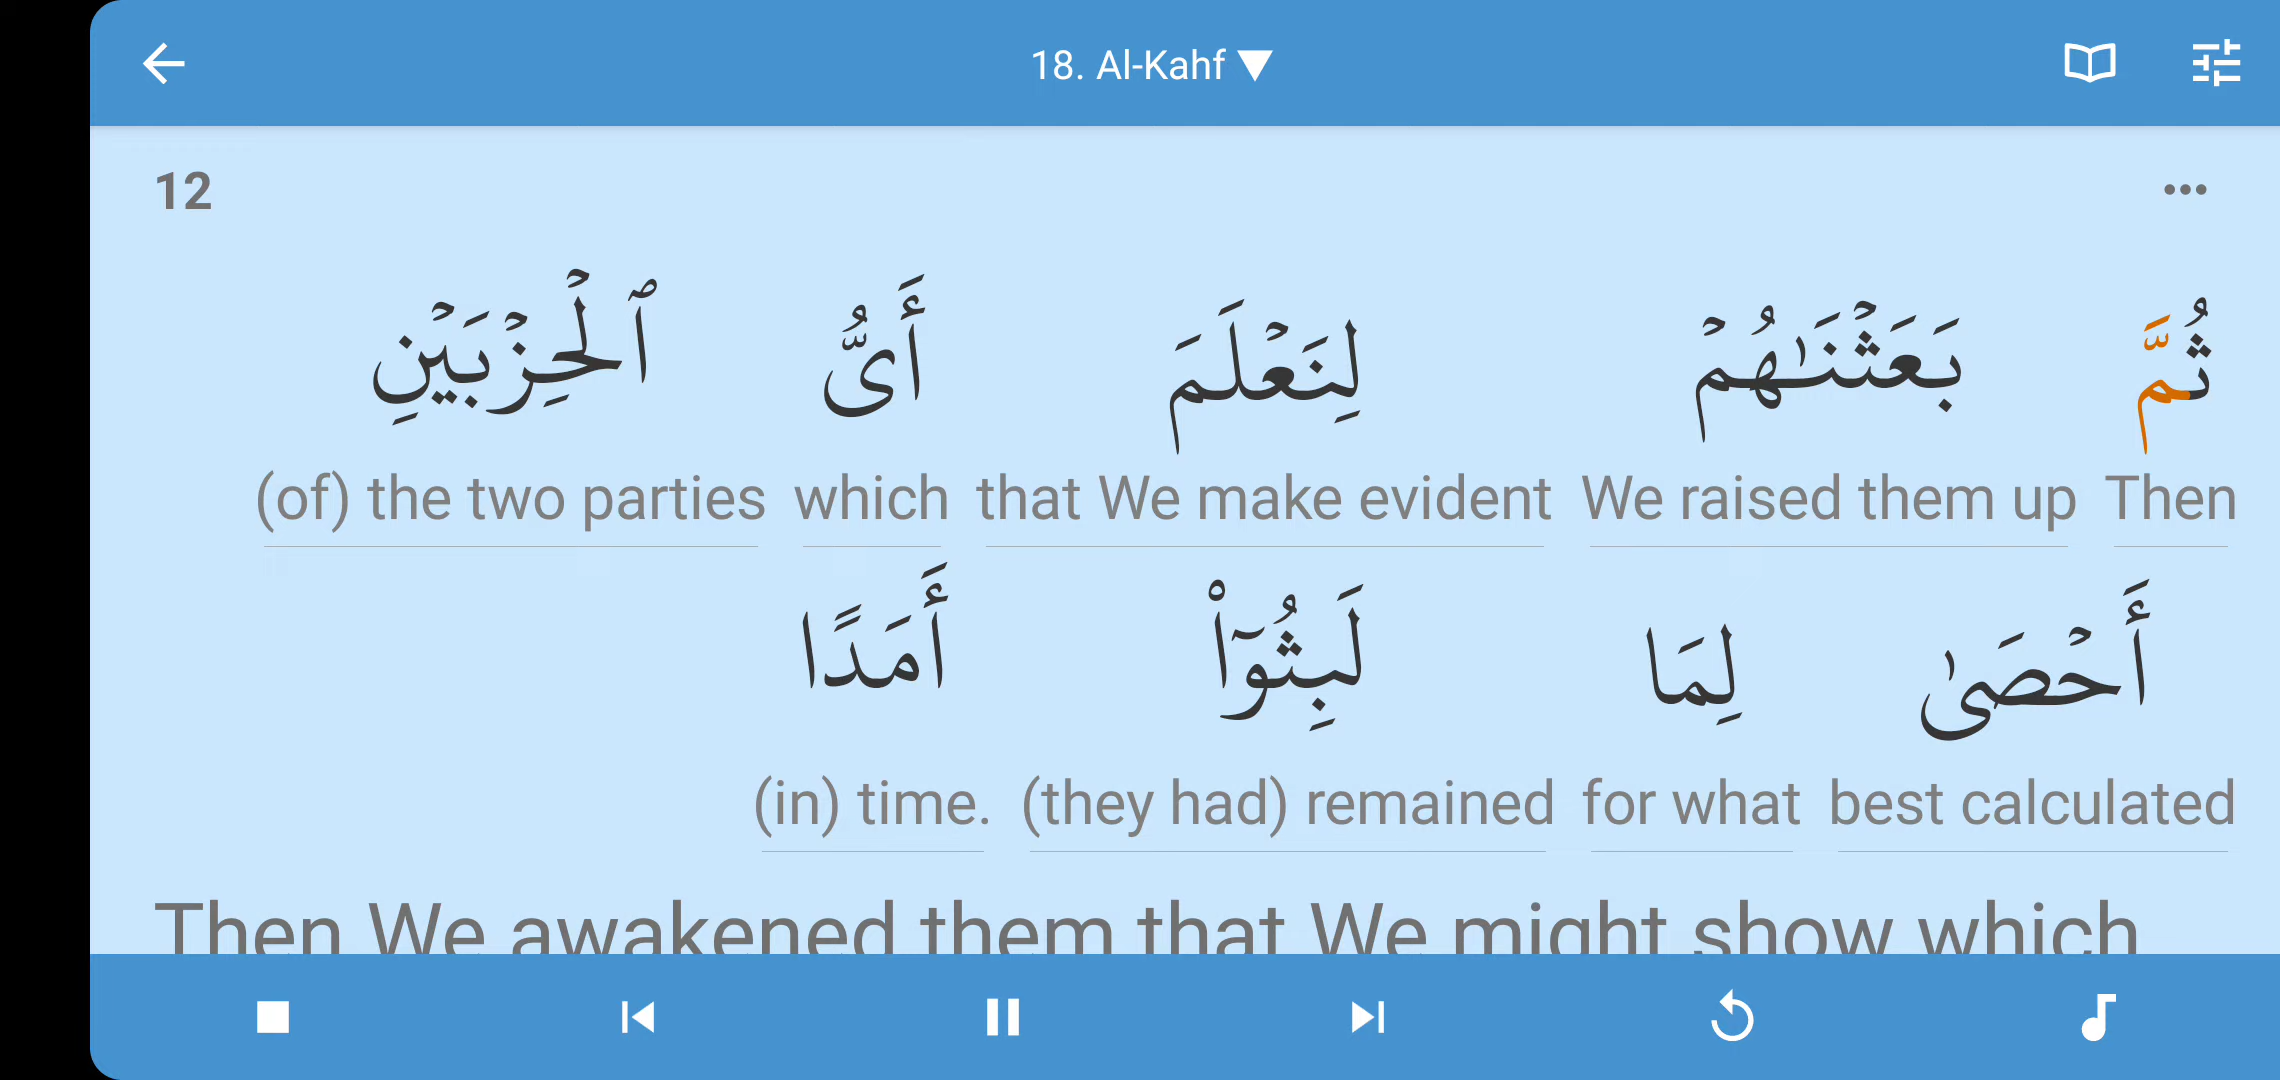 18. Al-Kahf ▼
12
ثُمَّ بَعَثْنَـٰهُمْ لِنَعْلَمَ أَىُّ ٱلْحِزْبَيْنِ
(of) the two parties which that We make evident We raised them up Then
أَحْصَىٰ لِمَا لَبِثُوٓا۟ أَمَدًا
(in) time. (they had) remained for what best calculated
Then We awakened them that We might show which